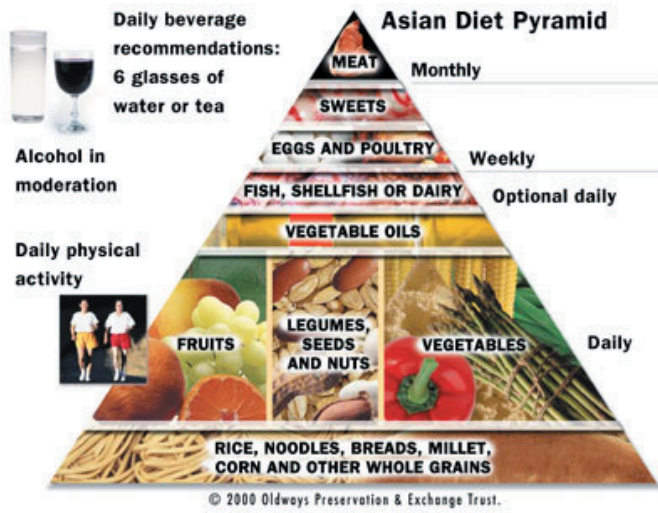 Asian Diet Pyramid
Daily beverage
recommendations:
6 glasses of
water or tea
Alcohol in
moderation
Daily physical
activity
MEAT
Monthly
SWEETS
EGGS AND POULTRY
Weekly
FISH, SHELLFISH OR DAIRY
Optional daily
VEGETABLE OILS
FRUITS
LEGUMES,
SEEDS
AND NUTS
VEGETABLES
Daily
RICE, NOODLES, BREADS, MILLET,
CORN AND OTHER WHOLE GRAINS
© 2000 Oldways Preservation & Exchange Trust.